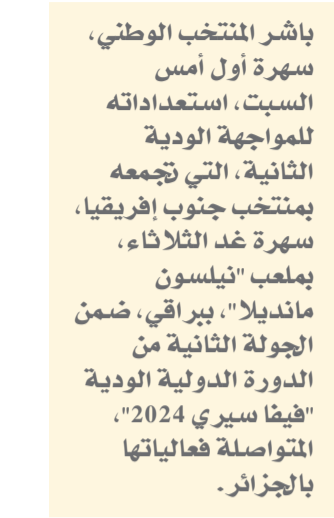 باشر المنتخب الوطني،
سهرة أول أمس
السبت، استعداداته
للمواجهة الودية
الثانية، التي تجمعه
بمنتخب جنوب إفريقيا،
سهرة غد الثلاثاء،
بملعب "نيلسون
مانديلا"، ببراقي، ضمن
الجولة الثانية من
الدورة الدولية الودية
"فيفا سيري 2024"،
المتواصلة فعالياتها
بالجزائر.